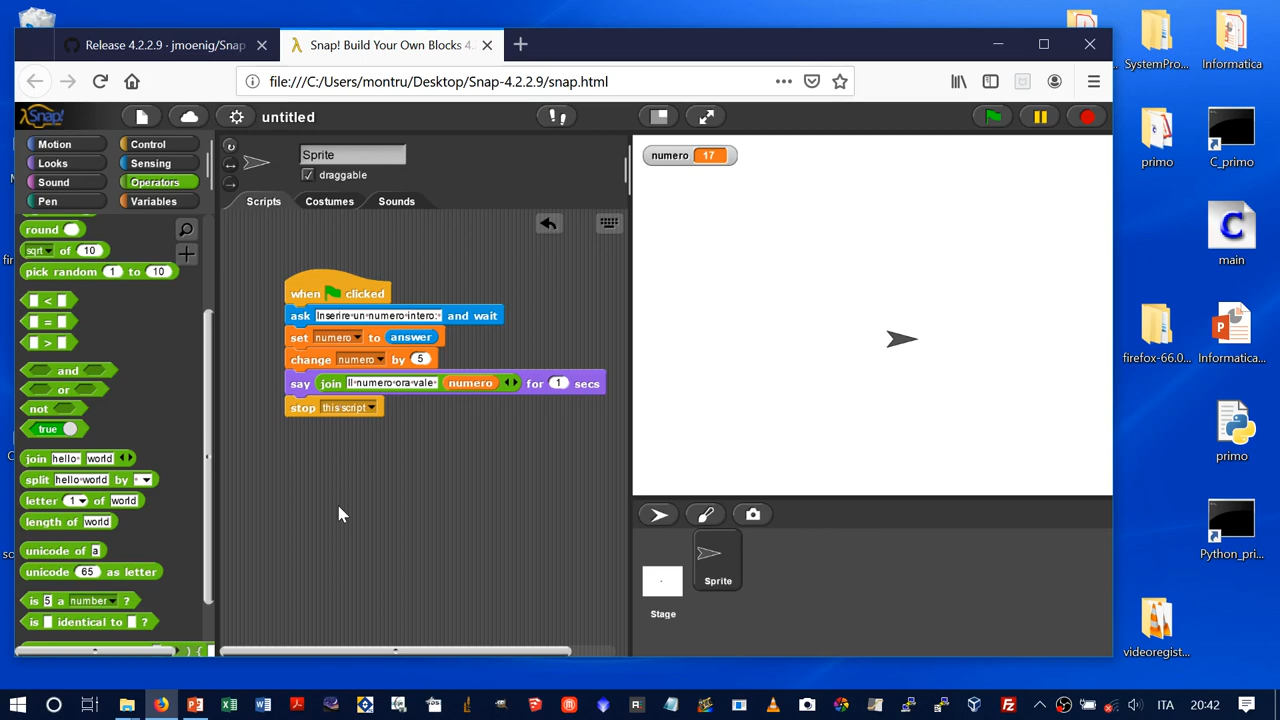 Release 4.2.2.9 · jmoenig/Snap
Snap! Build Your Own Blocks 4.
file:///C:/Users/montru/Desktop/Snap-4.2.2.9/snap.html
Snap!
untitled
Motion
Control
Looks
Sensing
Sound
Operators
Pen
Variables
round
sqrt of 10
pick random 1 to 10
<
=
>
and
or
not
true
join hello· world
split hello·world by
letter 1 of world
length of world
unicode of a
unicode 65 as letter
is 5 a number ?
is identical to ?
Sprite
draggable
Scripts
Costumes
Sounds
when clicked
ask Inserire·un·numero·intero:· and wait
set numero to answer
change numero by 5
say join Il·numero·ora·vale· numero for 1 secs
stop this script
numero 17
Stage
Sprite
SystemPro...
Informatica
primo
C_primo
main
firefox-66.0...
Informatica...
primo
Python_pri...
videoregist...
ITA
20:42